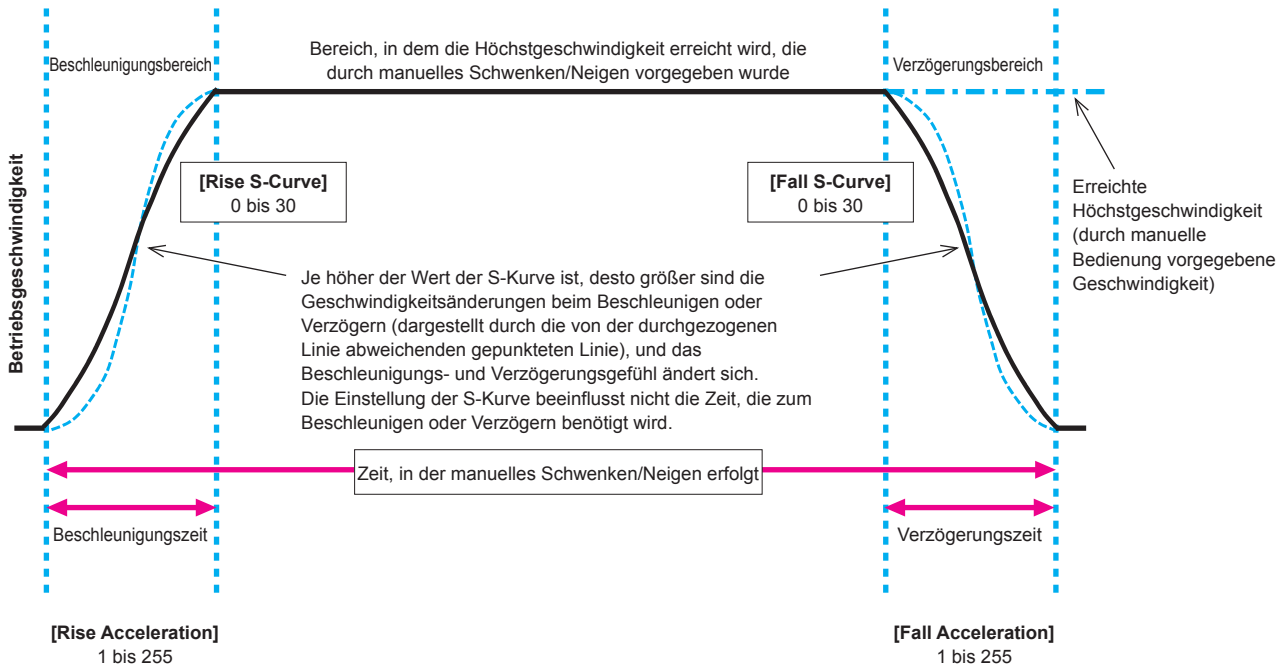 Beschleunigungsbereich
Bereich, in dem die Höchstgeschwindigkeit erreicht wird, die
durch manuelles Schwenken/Neigen vorgegeben wurde
Verzögerungsbereich
Betriebsgeschwindigkeit
[Rise S-Curve]
0 bis 30
[Fall S-Curve]
0 bis 30
Erreichte
Höchstgeschwindigkeit
(durch manuelle
Bedienung vorgegebene
Geschwindigkeit)
Je höher der Wert der S-Kurve ist, desto größer sind die
Geschwindigkeitsänderungen beim Beschleunigen oder
Verzögern (dargestellt durch die von der durchgezogenen
Linie abweichenden gepunkteten Linie), und das
Beschleunigungs- und Verzögerungsgefühl ändert sich.
Die Einstellung der S-Kurve beeinflusst nicht die Zeit, die zum
Beschleunigen oder Verzögern benötigt wird.
Zeit, in der manuelles Schwenken/Neigen erfolgt
Beschleunigungszeit
Verzögerungszeit
[Rise Acceleration]
1 bis 255
[Fall Acceleration]
1 bis 255